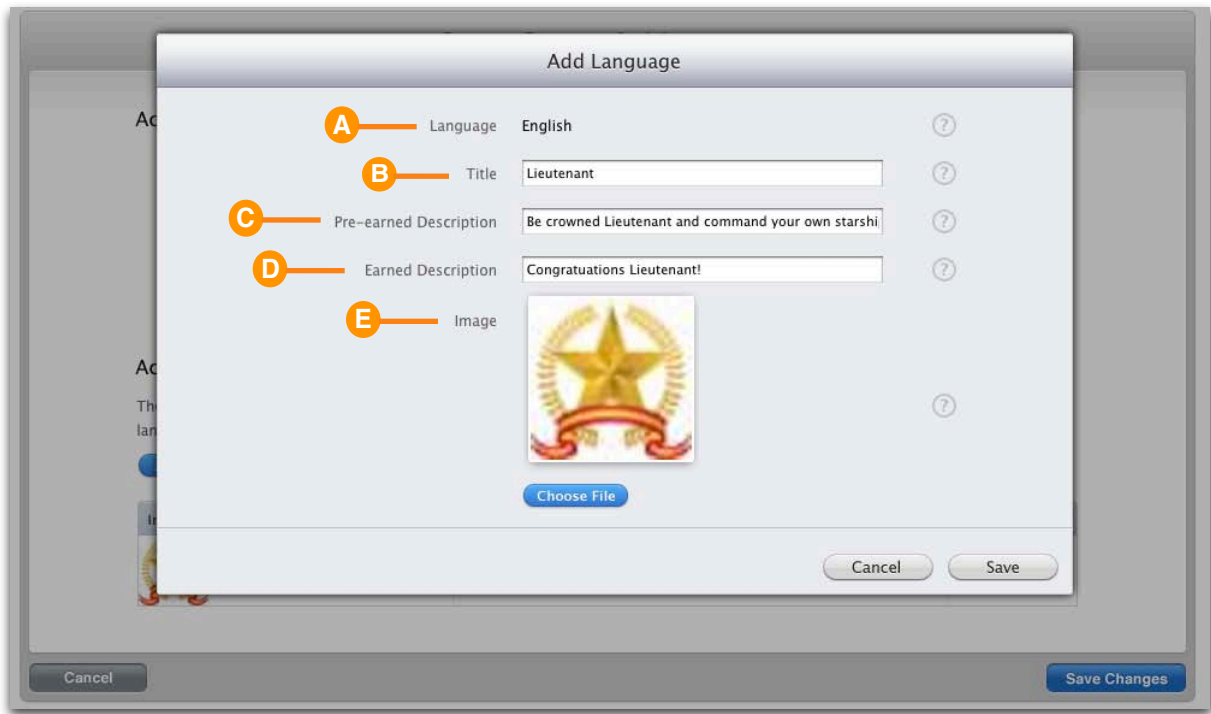 Add Language
A Language English ?
B Title Lieutenant ?
C Pre-earned Description Be crowned Lieutenant and command your own starshi ?
D Earned Description Congratuations Lieutenant! ?
E Image
?
Choose File
Cancel Save
Cancel Save Changes